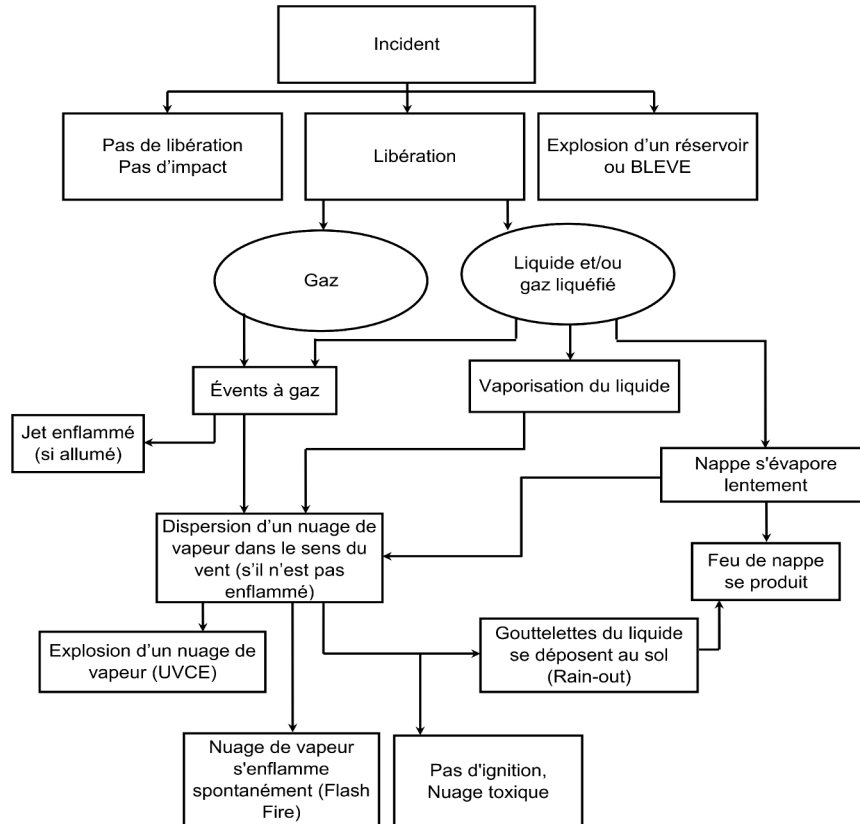 Incident
Pas de libération
Pas d'impact
Libération
Explosion d'un réservoir
ou BLEVE
Gaz
Liquide et/ou
gaz liquéfié
Évents à gaz
Vaporisation du liquide
Jet enflammé
(si allumé)
Nappe s'évapore
lentement
Dispersion d'un nuage de
vapeur dans le sens du
vent (s'il n'est pas
enflammé)
Feu de nappe
se produit
Explosion d'un nuage de
vapeur (UVCE)
Gouttelettes du liquide
se déposent au sol
(Rain-out)
Nuage de vapeur
s'enflamme
spontanément (Flash
Fire)
Pas d'ignition,
Nuage toxique